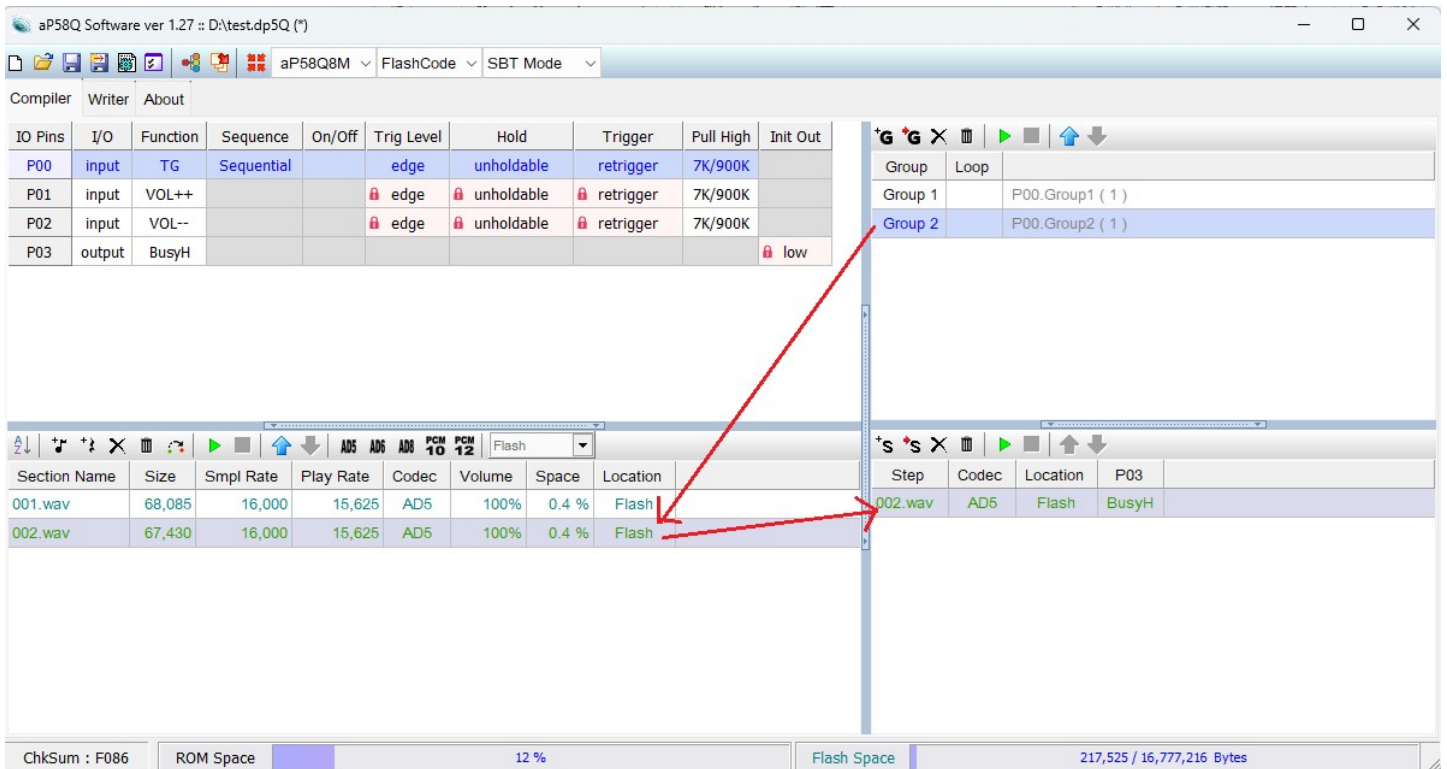 aP58Q Software ver 1.27 :: D:\test.dp5Q (*)
aP58Q8M FlashCode SBT Mode
Compiler Writer About
IO Pins I/O Function Sequence On/Off Trig Level Hold Trigger Pull High Init Out
P00 input TG Sequential edge unholdable retrigger 7K/900K
P01 input VOL++ edge unholdable retrigger 7K/900K
P02 input VOL-- edge unholdable retrigger 7K/900K
P03 output BusyH low
+G +G
Group Loop
Group 1 P00.Group1 ( 1 )
Group 2 P00.Group2 ( 1 )
AD5 AD6 AD8 PCM 10 PCM 12 Flash
Section Name Size Smpl Rate Play Rate Codec Volume Space Location
001.wav 68,085 16,000 15,625 AD5 100% 0.4 % Flash
002.wav 67,430 16,000 15,625 AD5 100% 0.4 % Flash
+S +S
Step Codec Location P03
002.wav AD5 Flash BusyH
ChkSum : F086 ROM Space 12 % Flash Space 217,525 / 16,777,216 Bytes